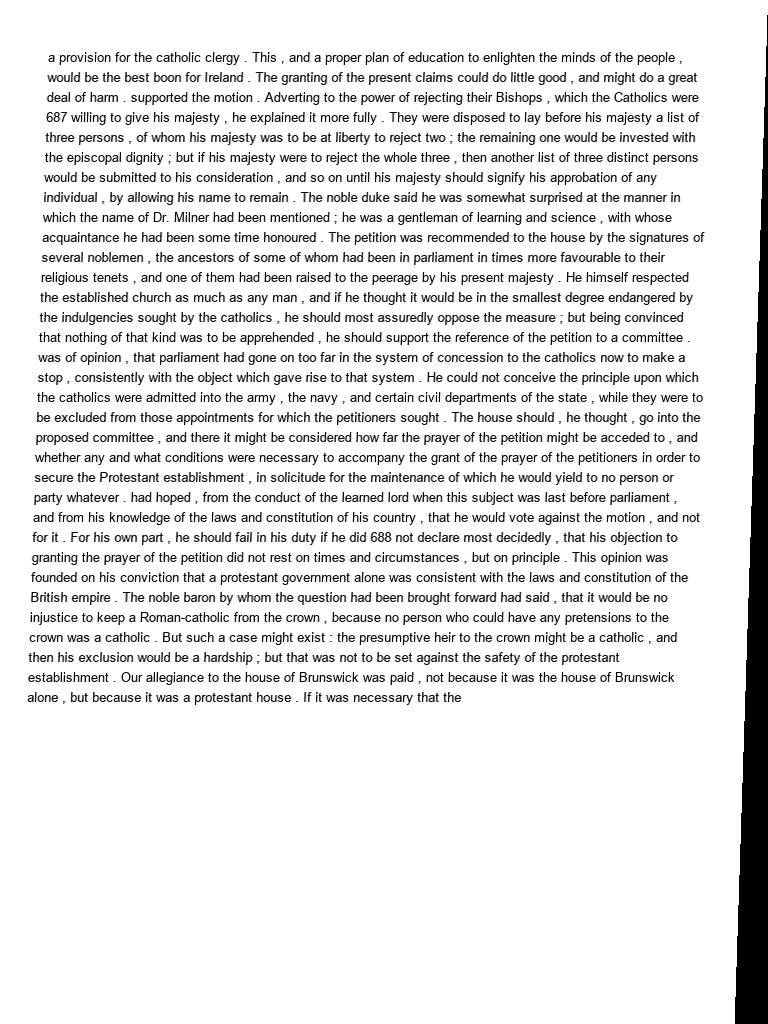 a provision for the catholic clergy . This , and a proper plan of education to enlighten the minds of the people ,
would be the best boon for Ireland . The granting of the present claims could do little good , and might do a great
deal of harm . supported the motion . Adverting to the power of rejecting their Bishops , which the Catholics were
687 willing to give his majesty , he explained it more fully . They were disposed to lay before his majesty a list of
three persons , of whom his majesty was to be at liberty to reject two ; the remaining one would be invested with
the episcopal dignity ; but if his majesty were to reject the whole three , then another list of three distinct persons
would be submitted to his consideration , and so on until his majesty should signify his approbation of any
individual , by allowing his name to remain . The noble duke said he was somewhat surprised at the manner in
which the name of Dr. Milner had been mentioned ; he was a gentleman of learning and science , with whose
acquaintance he had been some time honoured . The petition was recommended to the house by the signatures of
several noblemen , the ancestors of some of whom had been in parliament in times more favourable to their
religious tenets , and one of them had been raised to the peerage by his present majesty . He himself respected
the established church as much as any man , and if he thought it would be in the smallest degree endangered by
the indulgencies sought by the catholics , he should most assuredly oppose the measure ; but being convinced
that nothing of that kind was to be apprehended , he should support the reference of the petition to a committee .
was of opinion , that parliament had gone on too far in the system of concession to the catholics now to make a
stop , consistently with the object which gave rise to that system . He could not conceive the principle upon which
the catholics were admitted into the army , the navy , and certain civil departments of the state , while they were to
be excluded from those appointments for which the petitioners sought . The house should , he thought , go into the
proposed committee , and there it might be considered how far the prayer of the petition might be acceded to , and
whether any and what conditions were necessary to accompany the grant of the prayer of the petitioners in order to
secure the Protestant establishment , in solicitude for the maintenance of which he would yield to no person or
party whatever . had hoped , from the conduct of the learned lord when this subject was last before parliament ,
and from his knowledge of the laws and constitution of his country , that he would vote against the motion , and not
for it . For his own part , he should fail in his duty if he did 688 not declare most decidedly , that his objection to
granting the prayer of the petition did not rest on times and circumstances , but on principle . This opinion was
founded on his conviction that a protestant government alone was consistent with the laws and constitution of the
British empire . The noble baron by whom the question had been brought forward had said , that it would be no
injustice to keep a Roman-catholic from the crown , because no person who could have any pretensions to the
crown was a catholic . But such a case might exist : the presumptive heir to the crown might be a catholic , and
then his exclusion would be a hardship ; but that was not to be set against the safety of the protestant
establishment . Our allegiance to the house of Brunswick was paid , not because it was the house of Brunswick
alone , but because it was a protestant house . If it was necessary that the